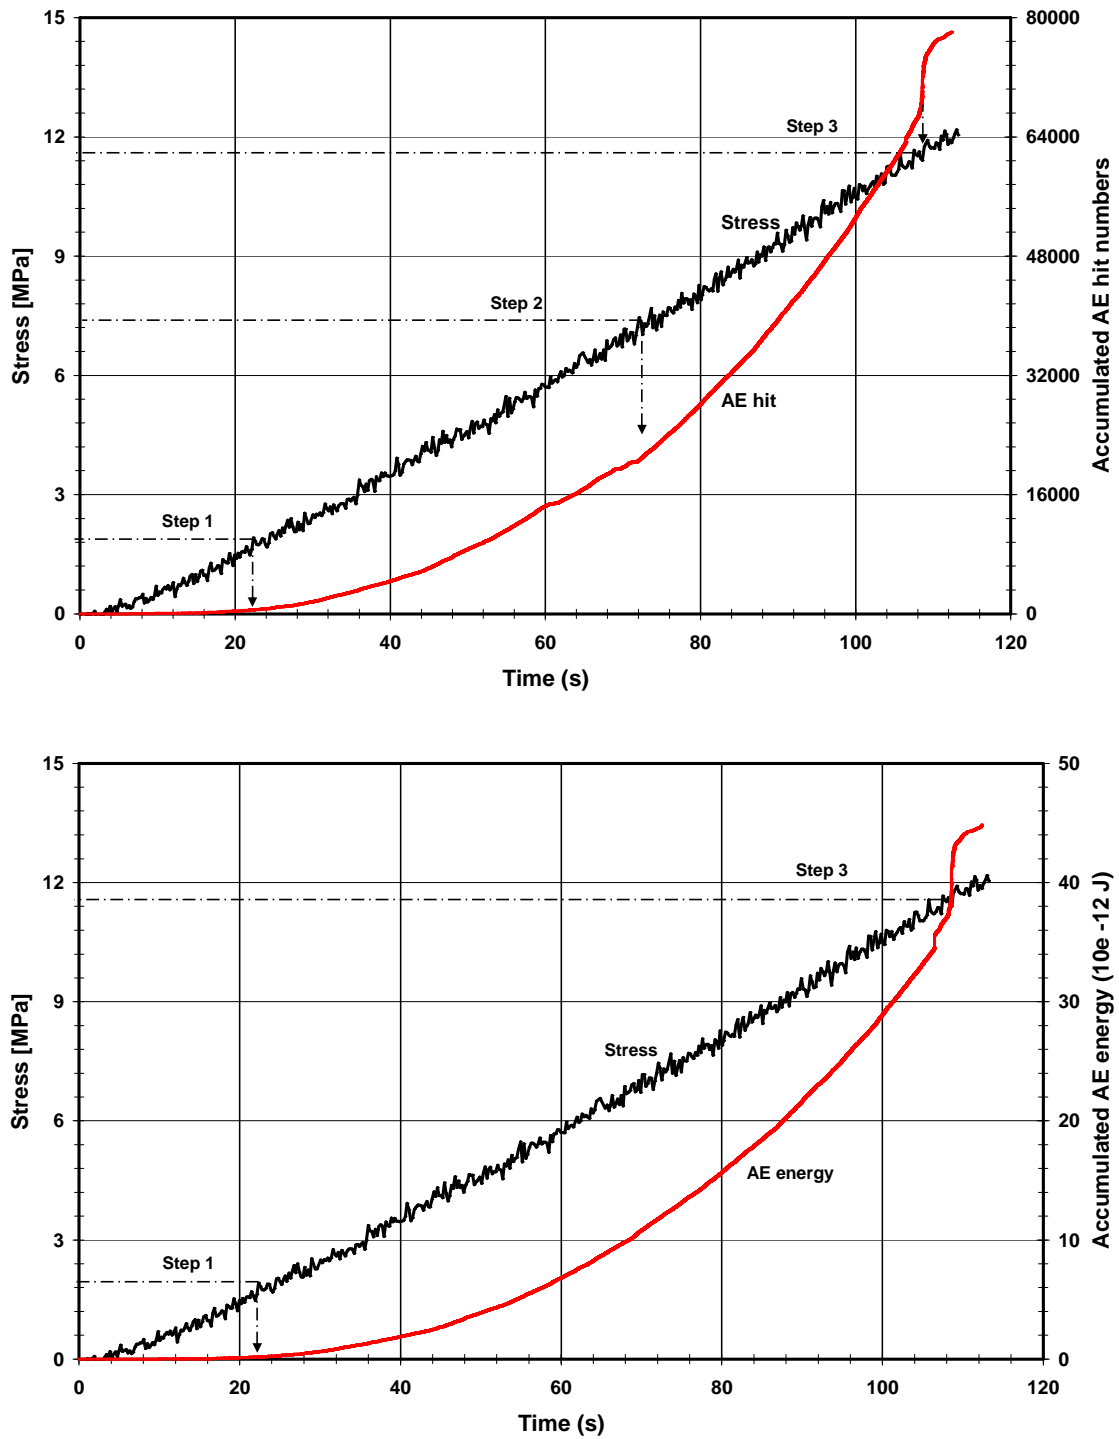 15
80000
Step 3
12
64000
Stress
9
48000
Step 2
Stress [MPa]
Accumulated AE hit numbers
6
32000
AE hit
3
16000
Step 1
0
0
0 20 40 60 80 100 120
Time (s)
15
50
Step 3
12
40
9
30
Stress
Stress [MPa]
Accumulated AE energy (10e -12 J)
6
20
AE energy
3
10
Step 1
0
0
0 20 40 60 80 100 120
Time (s)